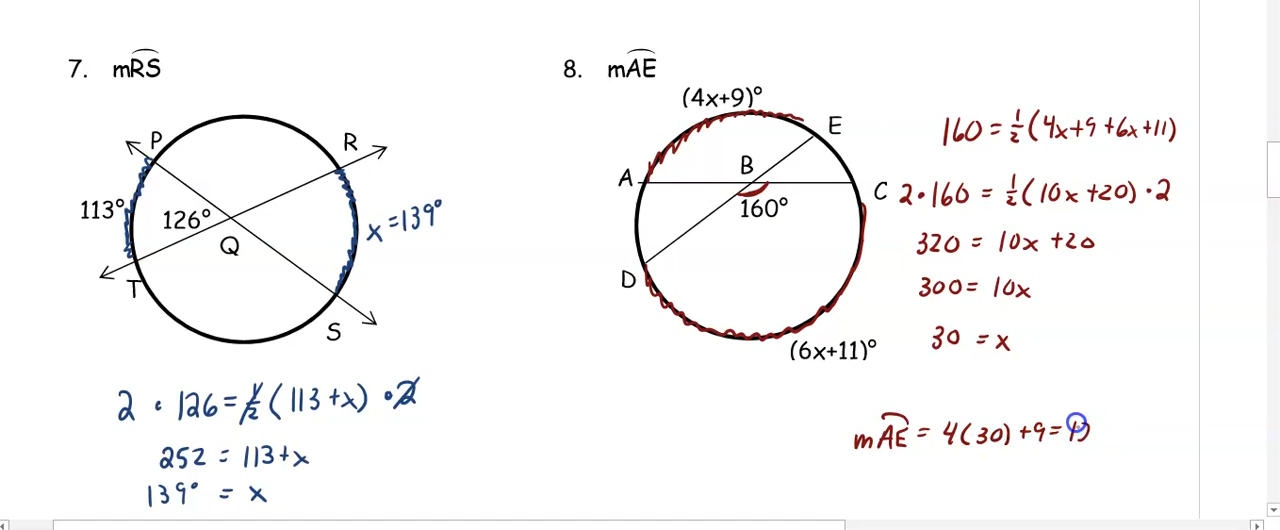 7. mRS
8. mAE
P
R
113°
126°
Q
T
S
x = 139°
2 · 126 = 1/2 (113 + x) · 2
252 = 113 + x
139° = x
(4x+9)°
E
B
A
C
160°
D
(6x+11)°
160 = 1/2 (4x + 9 + 6x + 11)
2 · 160 = 1/2 (10x + 20) · 2
320 = 10x + 20
300 = 10x
30 = x
mAE = 4(30) + 9 =